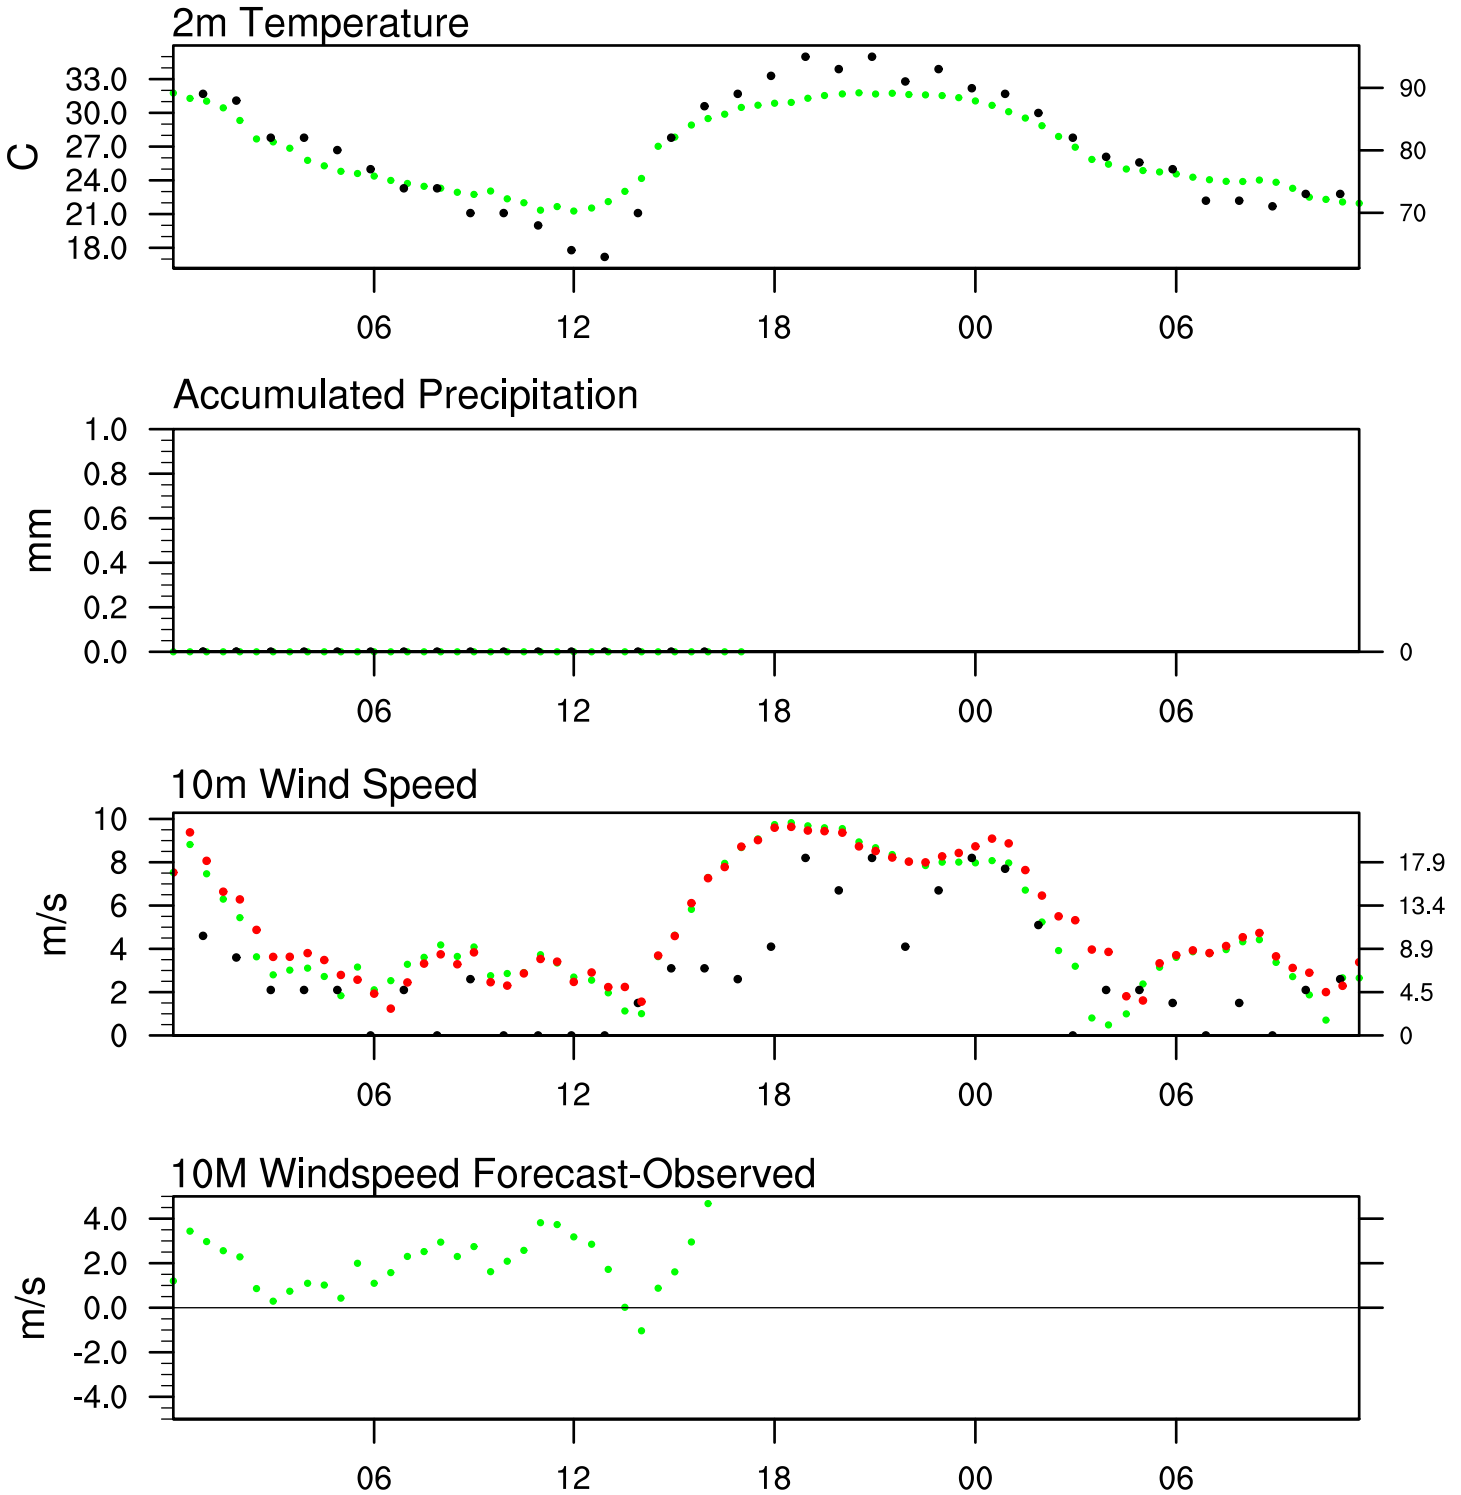 2m Temperature
33.0
30.0
27.0
24.0
21.0
18.0
C
90
80
70
06 12 18 00 06
Accumulated Precipitation
1.0
0.8
0.6
0.4
0.2
0.0
mm
0
06 12 18 00 06
10m Wind Speed
10
8
6
4
2
0
m/s
17.9
13.4
8.9
4.5
0
06 12 18 00 06
10M Windspeed Forecast-Observed
4.0
2.0
0.0
-2.0
-4.0
m/s
06 12 18 00 06